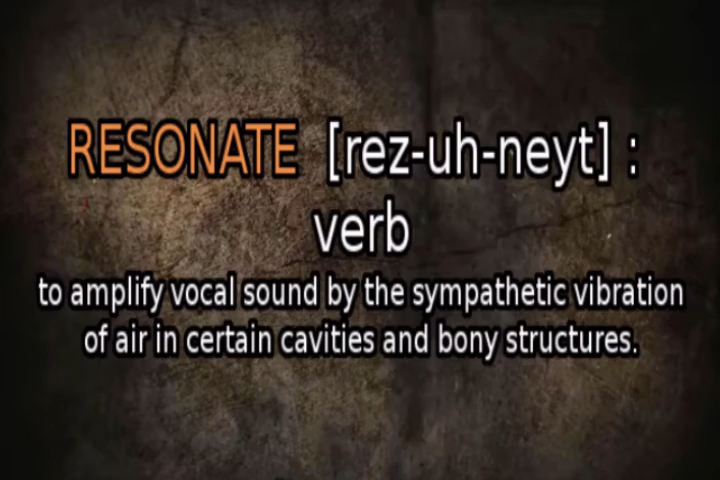 RESONATE [rez-uh-neyt] :
verb
to amplify vocal sound by the sympathetic vibration
of air in certain cavities and bony structures.